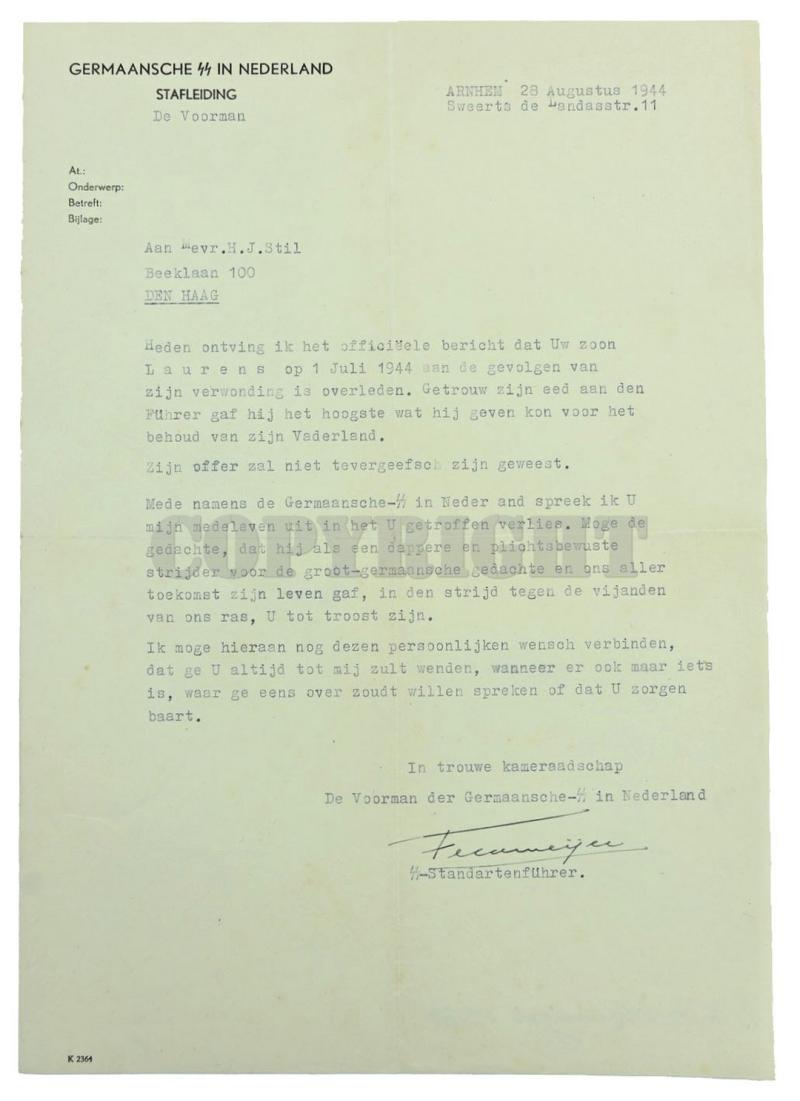 GERMAANSCHE ᛋᛋ IN NEDERLAND
STAFLEIDING
De Voorman
ARNHEM 28 Augustus 1944
Sweerts de Landasstr.11
At.:
Onderwerp:
Betreft:
Bijlage:
Aan Mevr.H.J.Stil
Beeklaan 100
DEN HAAG
Heden ontving ik het officiëele bericht dat Uw zoon
L a u r e n s op 1 Juli 1944 aan de gevolgen van
zijn verwonding is overleden. Getrouw zijn eed aan den
Führer gaf hij het hoogste wat hij geven kon voor het
behoud van zijn Vaderland.
Zijn offer zal niet tevergeefsch zijn geweest.
Mede namens de Germaansche-ᛋᛋ in Neder and spreek ik U
mijn medeleven uit in het U getroffen verlies. Moge de
COPYRIGHT
gedachte, dat hij als een dappere en plichtsbewuste
strijder voor de groot-germaansche gedachte en ons aller
toekomst zijn leven gaf, in den strijd tegen de vijanden
van ons ras, U tot troost zijn.
Ik moge hieraan nog dezen persoonlijken wensch verbinden,
dat ge U altijd tot mij zult wenden, wanneer er ook maar iets
is, waar ge eens over zoudt willen spreken of dat U zorgen
baart.
In trouwe kameraadschap
De Voorman der Germaansche-ᛋᛋ in Nederland
Feldmeijer
ᛋᛋ-Standartenführer.
K 2364